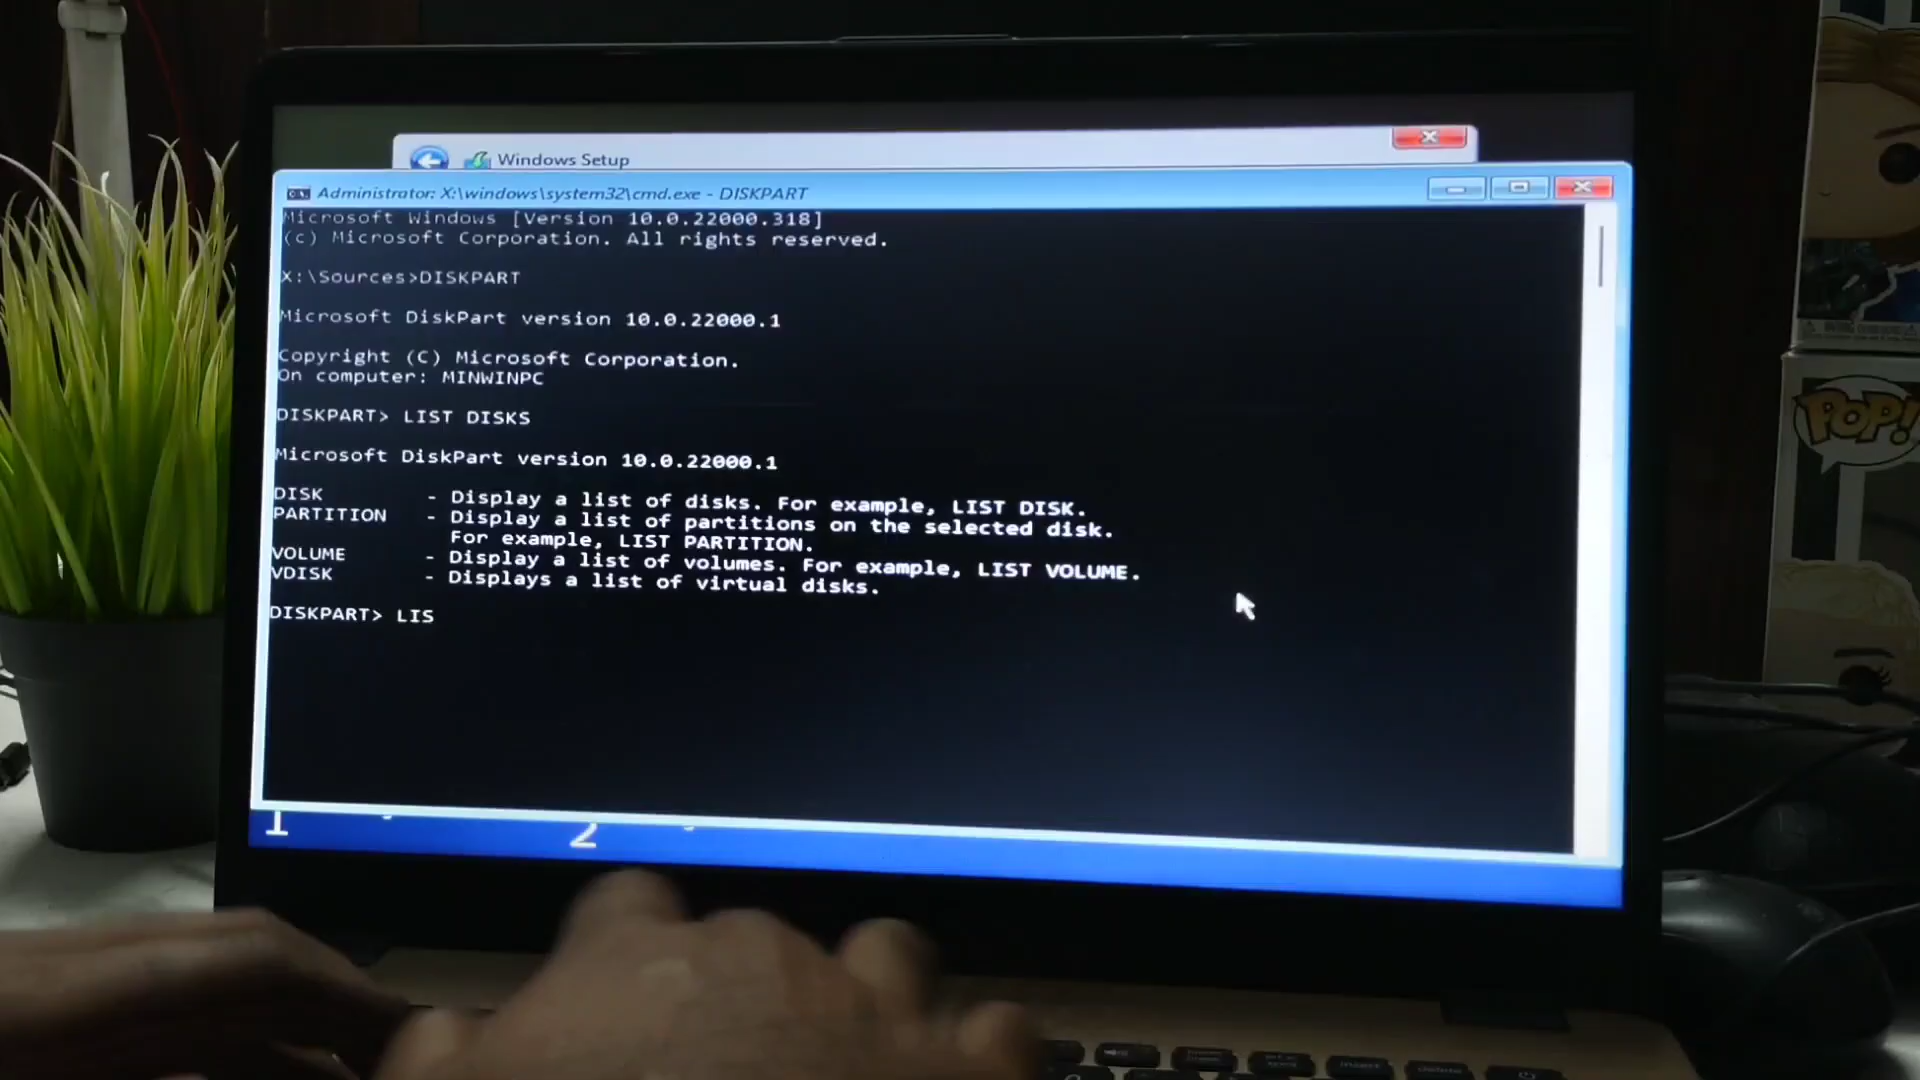 Windows Setup
Administrator: X:\windows\system32\cmd.exe - DISKPART
Microsoft Windows [Version 10.0.22000.318]
(c) Microsoft Corporation. All rights reserved.
X:\Sources>DISKPART
Microsoft DiskPart version 10.0.22000.1
Copyright (C) Microsoft Corporation.
On computer: MINWINPC
DISKPART> LIST DISKS
Microsoft DiskPart version 10.0.22000.1
DISK - Display a list of disks. For example, LIST DISK.
PARTITION - Display a list of partitions on the selected disk.
For example, LIST PARTITION.
VOLUME - Display a list of volumes. For example, LIST VOLUME.
VDISK - Displays a list of virtual disks.
DISKPART> LIS
1 2
POP!